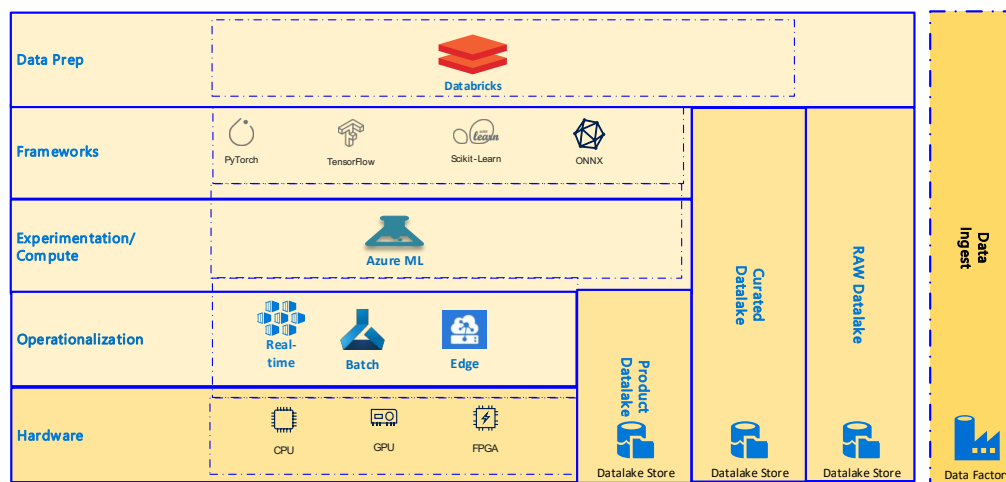 Data Prep
Databricks
Frameworks
PyTorch
TensorFlow
learn
Scikit-Learn
ONNX
Experimentation/
Compute
Azure ML
Operationalization
Real-
time
Batch
Edge
Hardware
CPU
GPU
FPGA
Product
Datalake
Datalake Store
Curated
Datalake
Datalake Store
RAW Datalake
Datalake Store
Data
Ingest
Data Factor